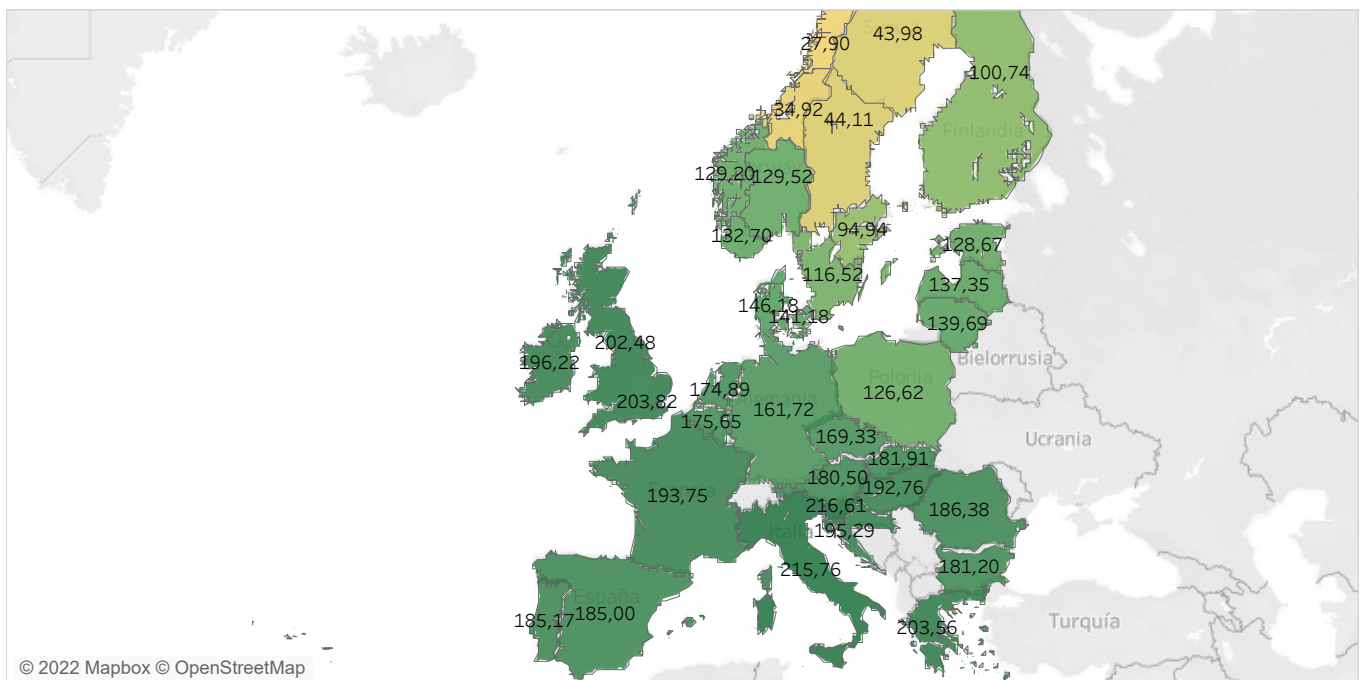 27,90
43,98
Suecia
100,74
34,92
44,11
Finlandia
Norway
129,20
129,52
132,70
94,94
116,52
128,67
137,35
139,69
146,18
141,18
202,48
196,22
203,82
174,89
175,65
Alemania
161,72
Polonia
126,62
Bielorrusia
169,33
181,91
180,50
192,76
Ucrania
Francia
193,75
216,61
186,38
Italia
195,29
215,76
181,20
España
185,17
185,00
203,56
Turquía
© 2022 Mapbox © OpenStreetMap